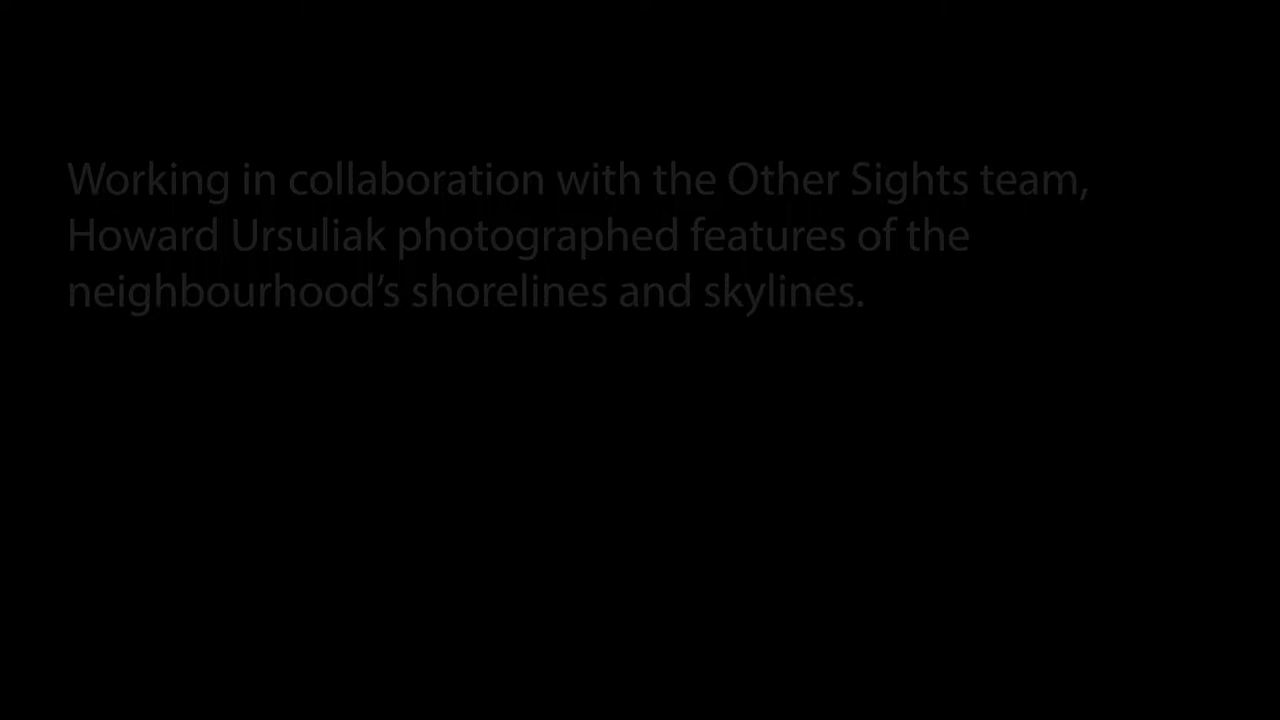 Working in collaboration with the Other Sights team,
Howard Ursuliak photographed features of the
neighbourhood’s shorelines and skylines.